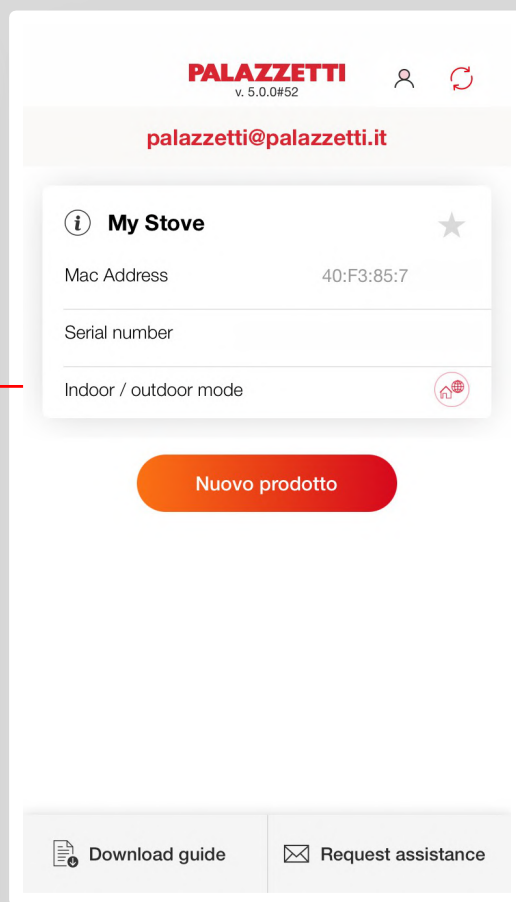 PALAZZETTI
v. 5.0.0#52
palazzetti@palazzetti.it
i My Stove
Mac Address 40:F3:85:7
Serial number
Indoor / outdoor mode
Nuovo prodotto
Download guide Request assistance